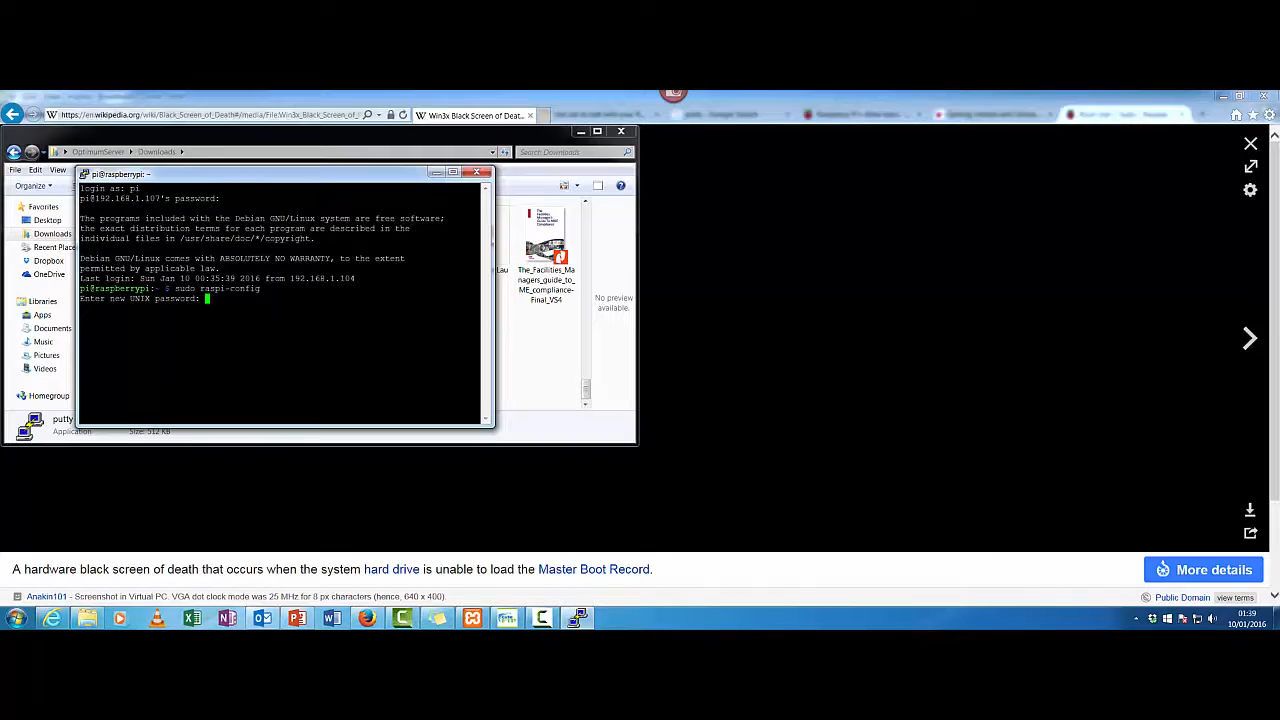 https://en.wikipedia.org/wiki/Black_Screen_of_Death#/media/File:Win3x_Black_Screen_of_
Win3x Black Screen of Deat...
OptimumServer Downloads
Search Downloads
File Edit View
Organize
Favorites
Desktop
Downloads
Recent Place
Dropbox
OneDrive
Libraries
Apps
Documents
Music
Pictures
Videos
Homegroup
pi@raspberrypi: ~
login as: pi
pi@192.168.1.107's password:
The programs included with the Debian GNU/Linux system are free software;
the exact distribution terms for each program are described in the
individual files in /usr/share/doc/*/copyright.
Debian GNU/Linux comes with ABSOLUTELY NO WARRANTY, to the extent
permitted by applicable law.
Last login: Sun Jan 10 00:35:39 2016 from 192.168.1.104
pi@raspberrypi:~ $ sudo raspi-config
Enter new UNIX password:
Lau
The_Facilities_Ma
nagers_guide_to_
ME_compliance-
Final_VS4
No preview
available.
putty
Application
Size: 512 KB
A hardware black screen of death that occurs when the system hard drive is unable to load the Master Boot Record.
More details
Anakin101 - Screenshot in Virtual PC. VGA dot clock mode was 25 MHz for 8 px characters (hence, 640 x 400).
Public Domain view terms
01:39
10/01/2016